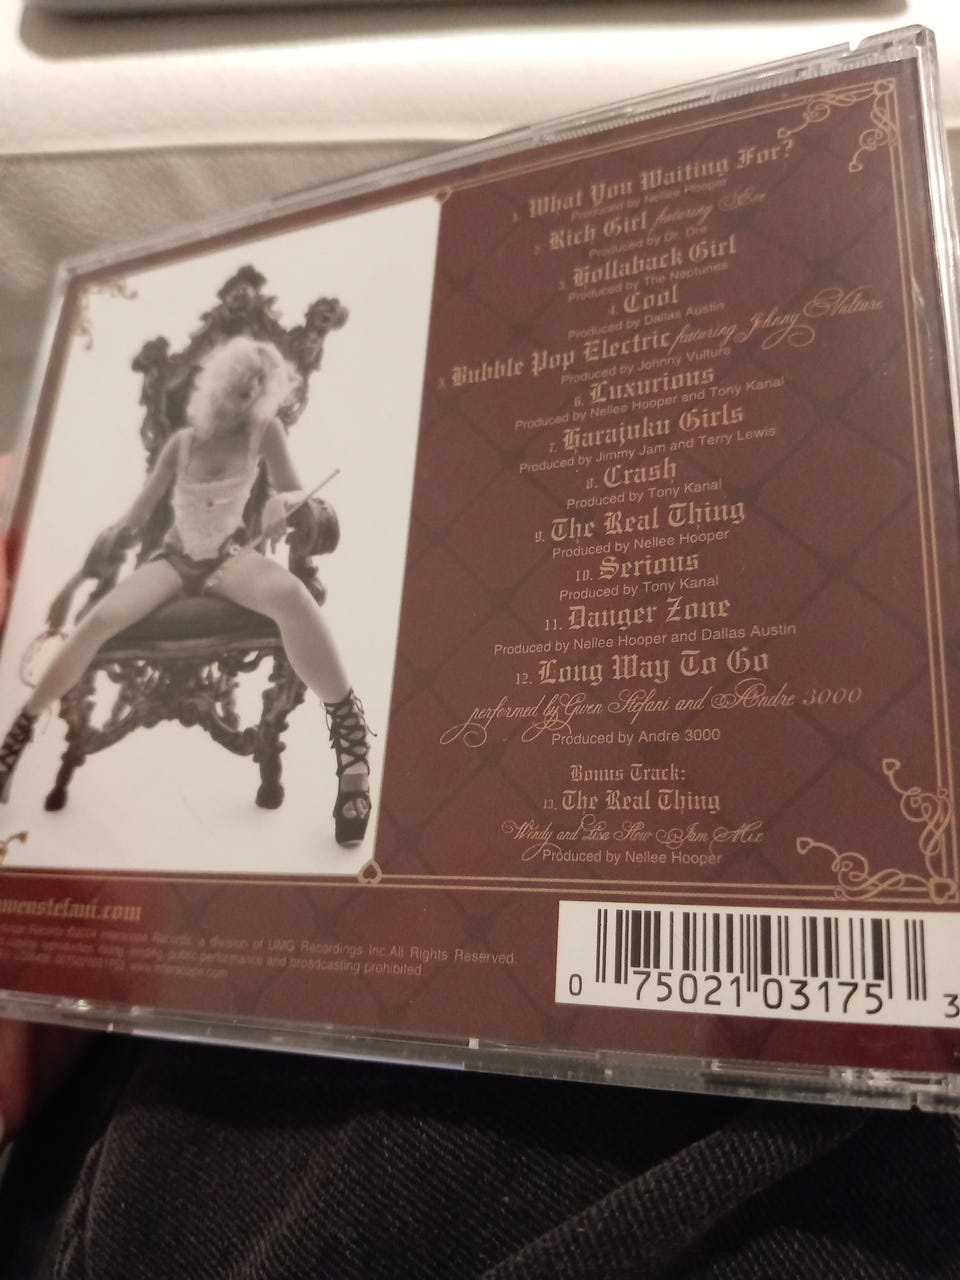 1. What You Waiting For?
Produced by Nellee Hooper
2. Rich Girl featuring Eve
Produced by Dr. Dre
3. Hollaback Girl
Produced by The Neptunes
4. Cool
Produced by Dallas Austin
5. Bubble Pop Electric featuring Johnny Vulture
Produced by Johnny Vulture
6. Luxurious
Produced by Nellee Hooper and Tony Kanal
7. Harajuku Girls
Produced by Jimmy Jam and Terry Lewis
8. Crash
Produced by Tony Kanal
9. The Real Thing
Produced by Nellee Hooper
10. Serious
Produced by Tony Kanal
11. Danger Zone
Produced by Nellee Hooper and Dallas Austin
12. Long Way To Go
performed by Gwen Stefani and Andre 3000
Produced by Andre 3000
Bonus Track:
13. The Real Thing
Wendy and Lisa Slow Jam Mix
Produced by Nellee Hooper
gwenstefani.com
Records ©2004 Interscope Records, a division of UMG Recordings Inc. All Rights Reserved.
public performance and broadcasting prohibited.
www.interscope.com
0 75021 03175 3